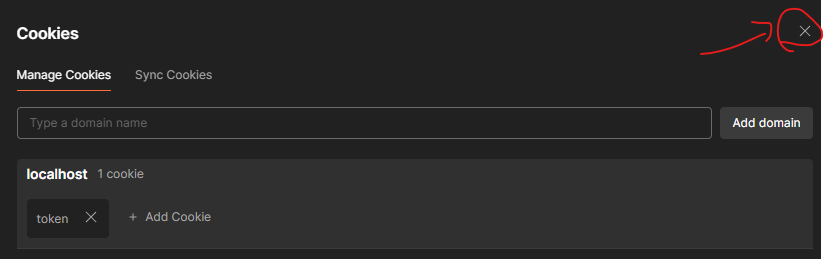 Cookies
Manage Cookies Sync Cookies
Type a domain name Add domain
localhost 1 cookie
token + Add Cookie